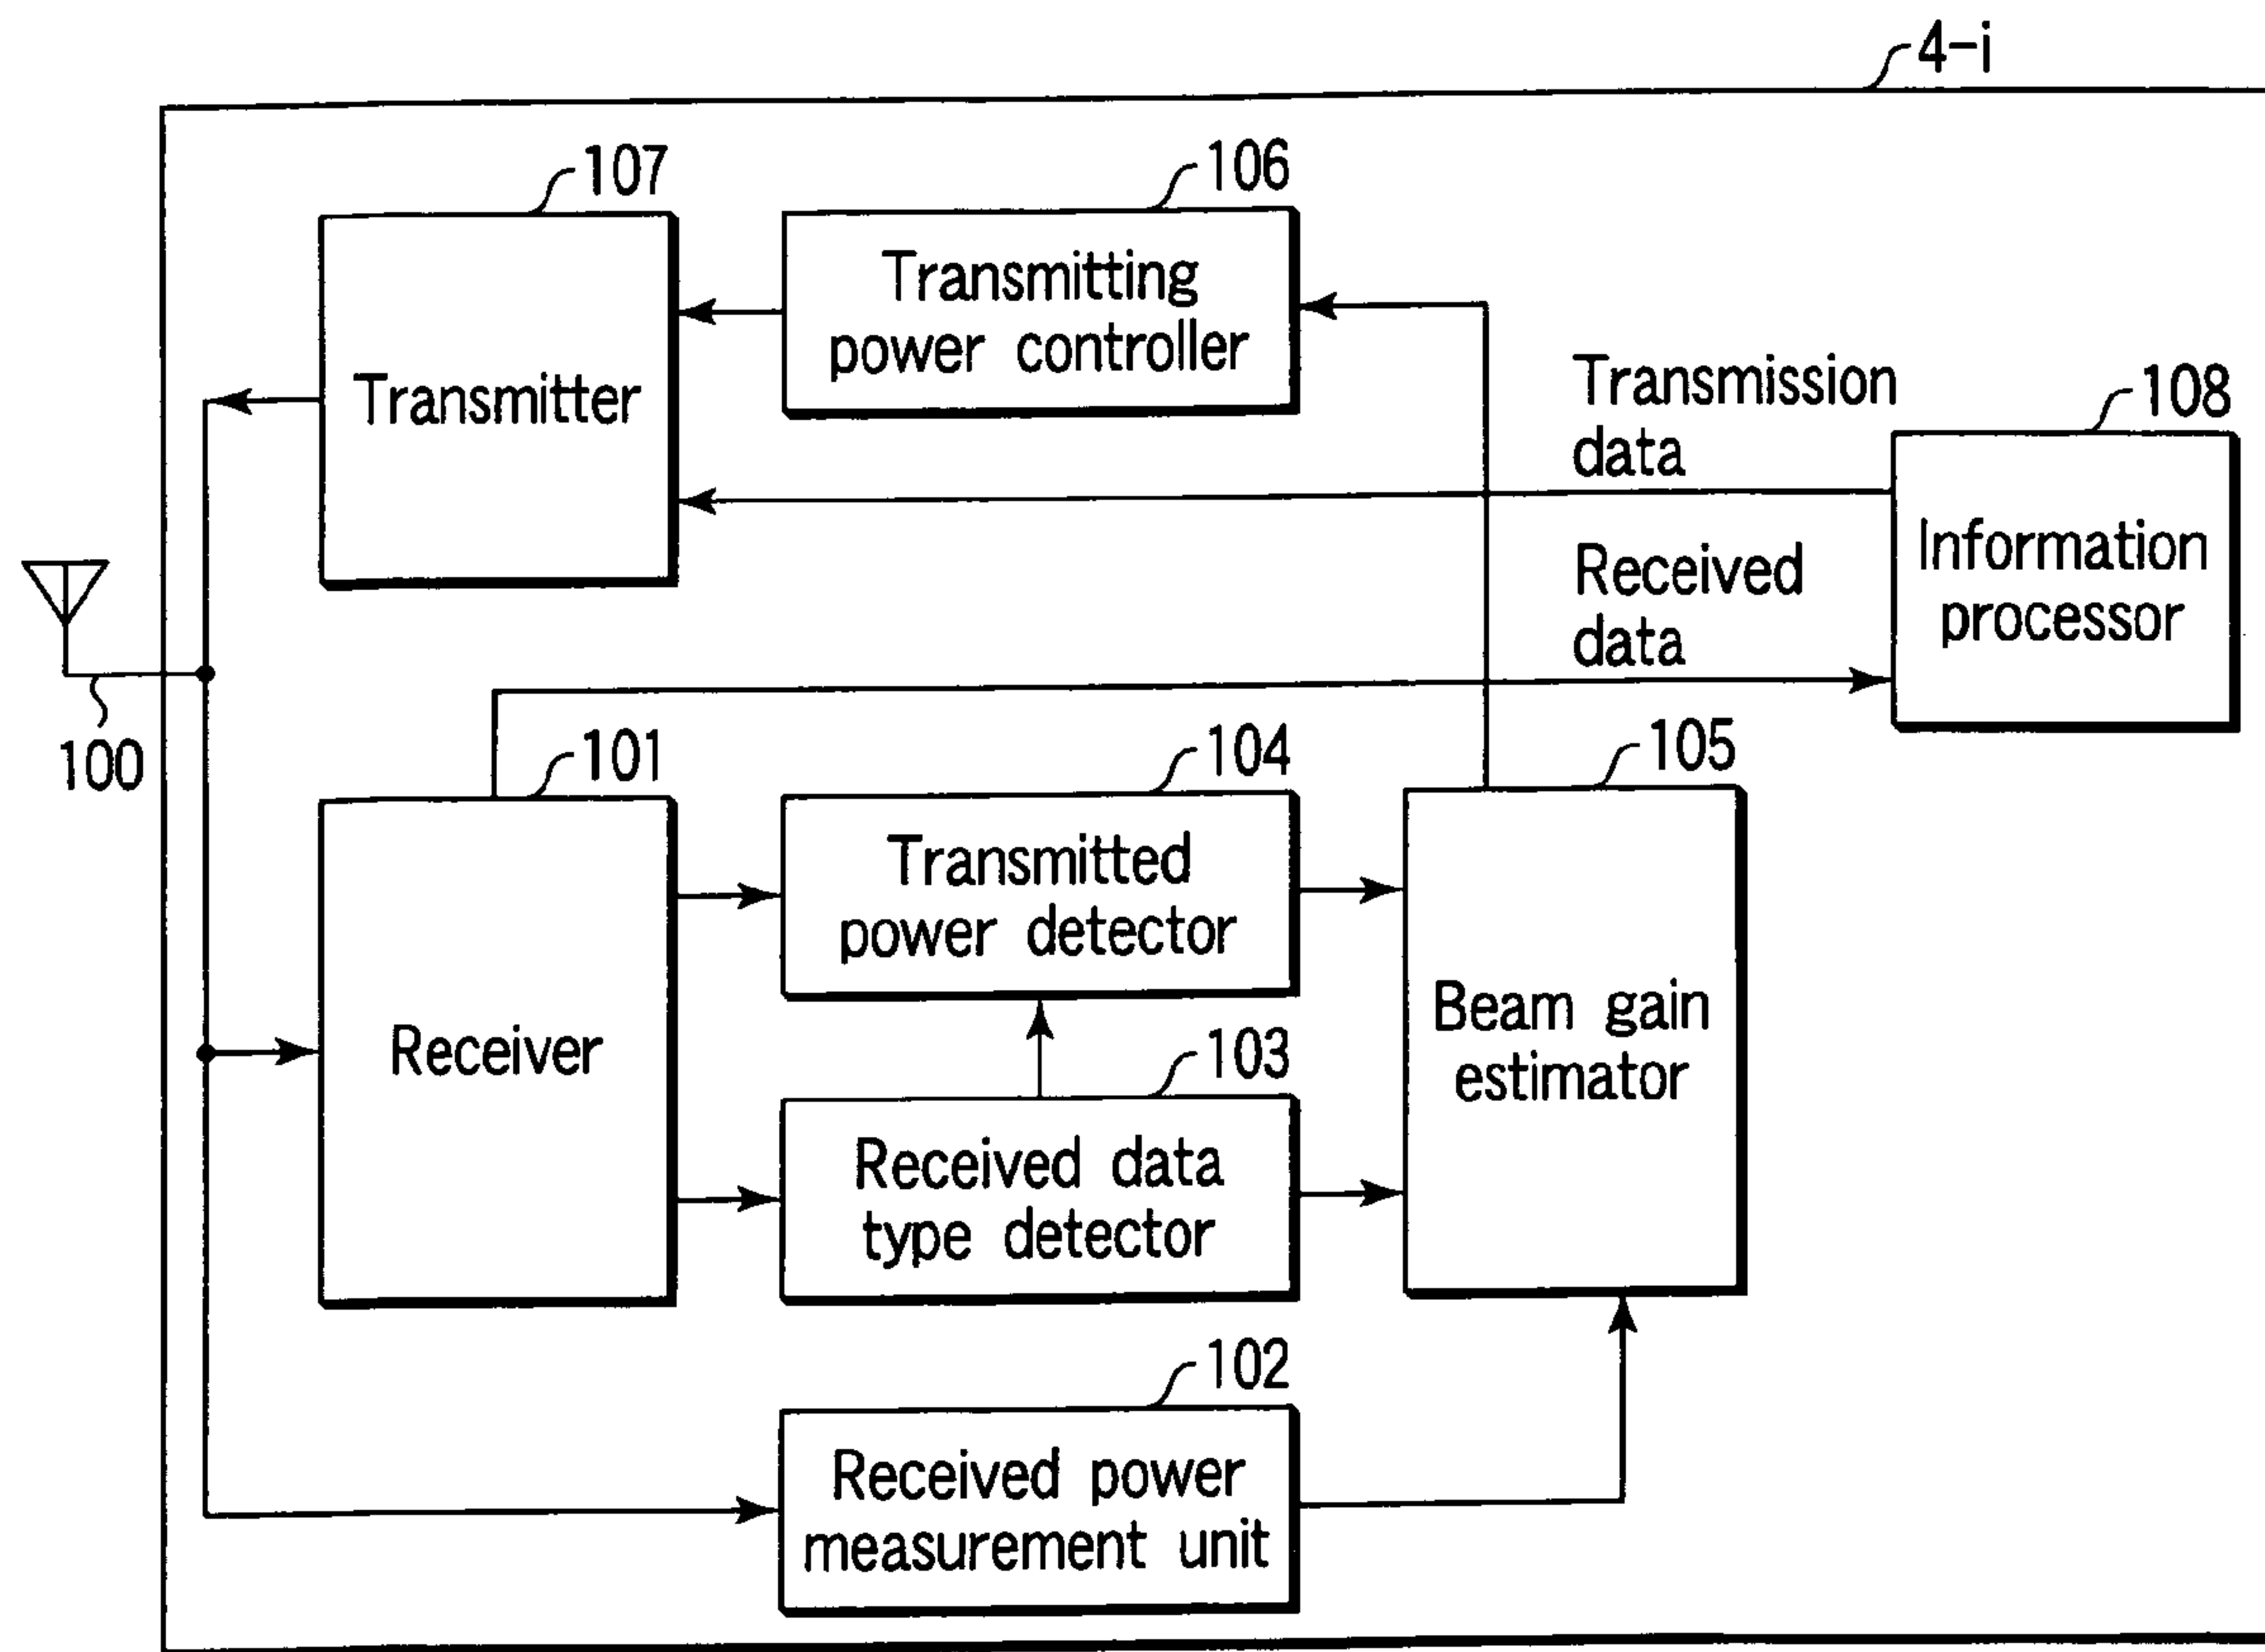 4-i
107
106
Transmitting
power controller
Transmitter
Transmission
data
108
Information
processor
Received
data
100
101
104
105
Transmitted
power detector
Receiver
Beam gain
estimator
103
Received data
type detector
102
Received power
measurement unit